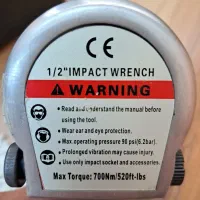 CE
1/2"IMPACT WRENCH
WARNING
• Read and understand the manual before
using the tool.
• Wear ear and eye protection.
• Max. operating pressure 90 psi(6.2bar).
• Prolonged vibration may cause injury.
• Use only impact socket and accessories.
Max Torque: 700Nm/520ft-lbs